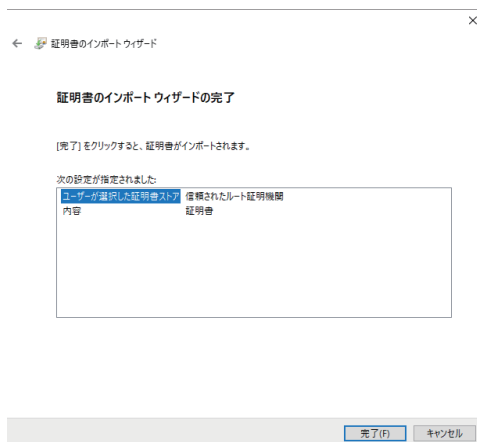 証明書のインポート ウィザード
証明書のインポート ウィザードの完了
[完了] をクリックすると、証明書がインポートされます。
次の設定が指定されました:
ユーザーが選択した証明書ストア 信頼されたルート証明機関
内容 証明書
完了(F) キャンセル